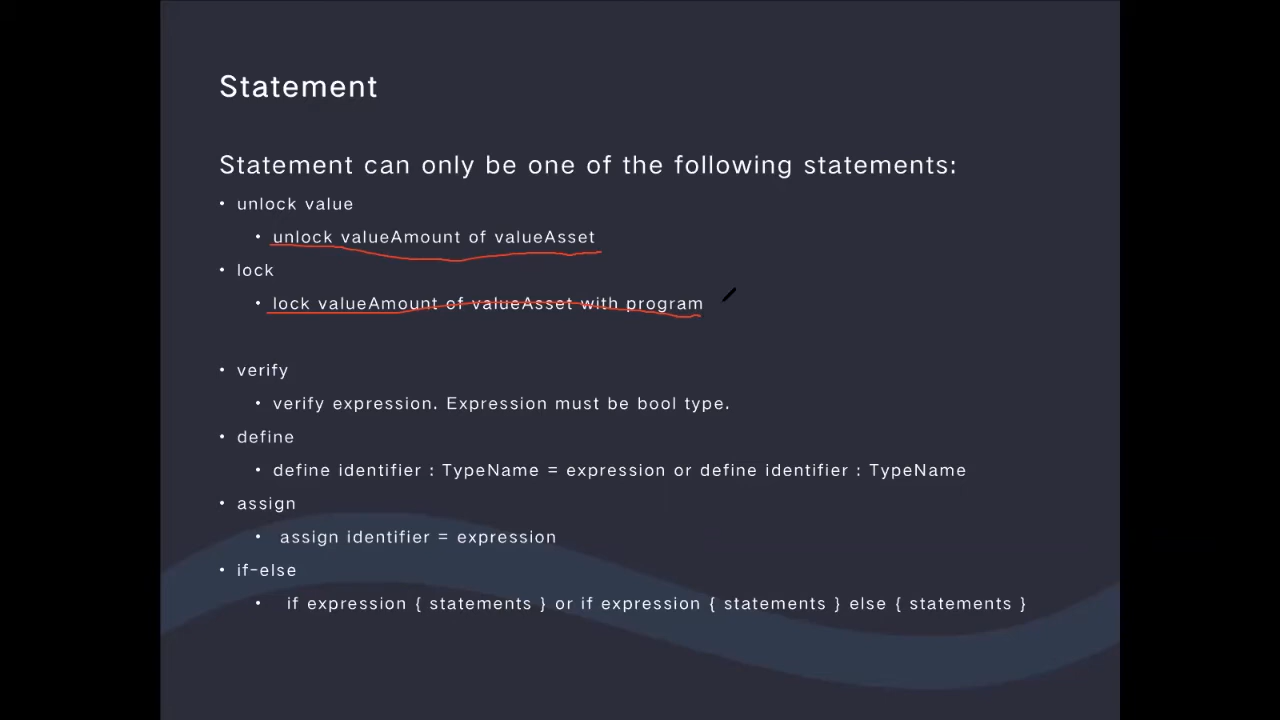 Statement
Statement can only be one of the following statements:
• unlock value
• unlock valueAmount of valueAsset
• lock
• lock valueAmount of valueAsset with program
• verify
• verify expression. Expression must be bool type.
• define
• define identifier : TypeName = expression or define identifier : TypeName
• assign
• assign identifier = expression
• if-else
• if expression { statements } or if expression { statements } else { statements }